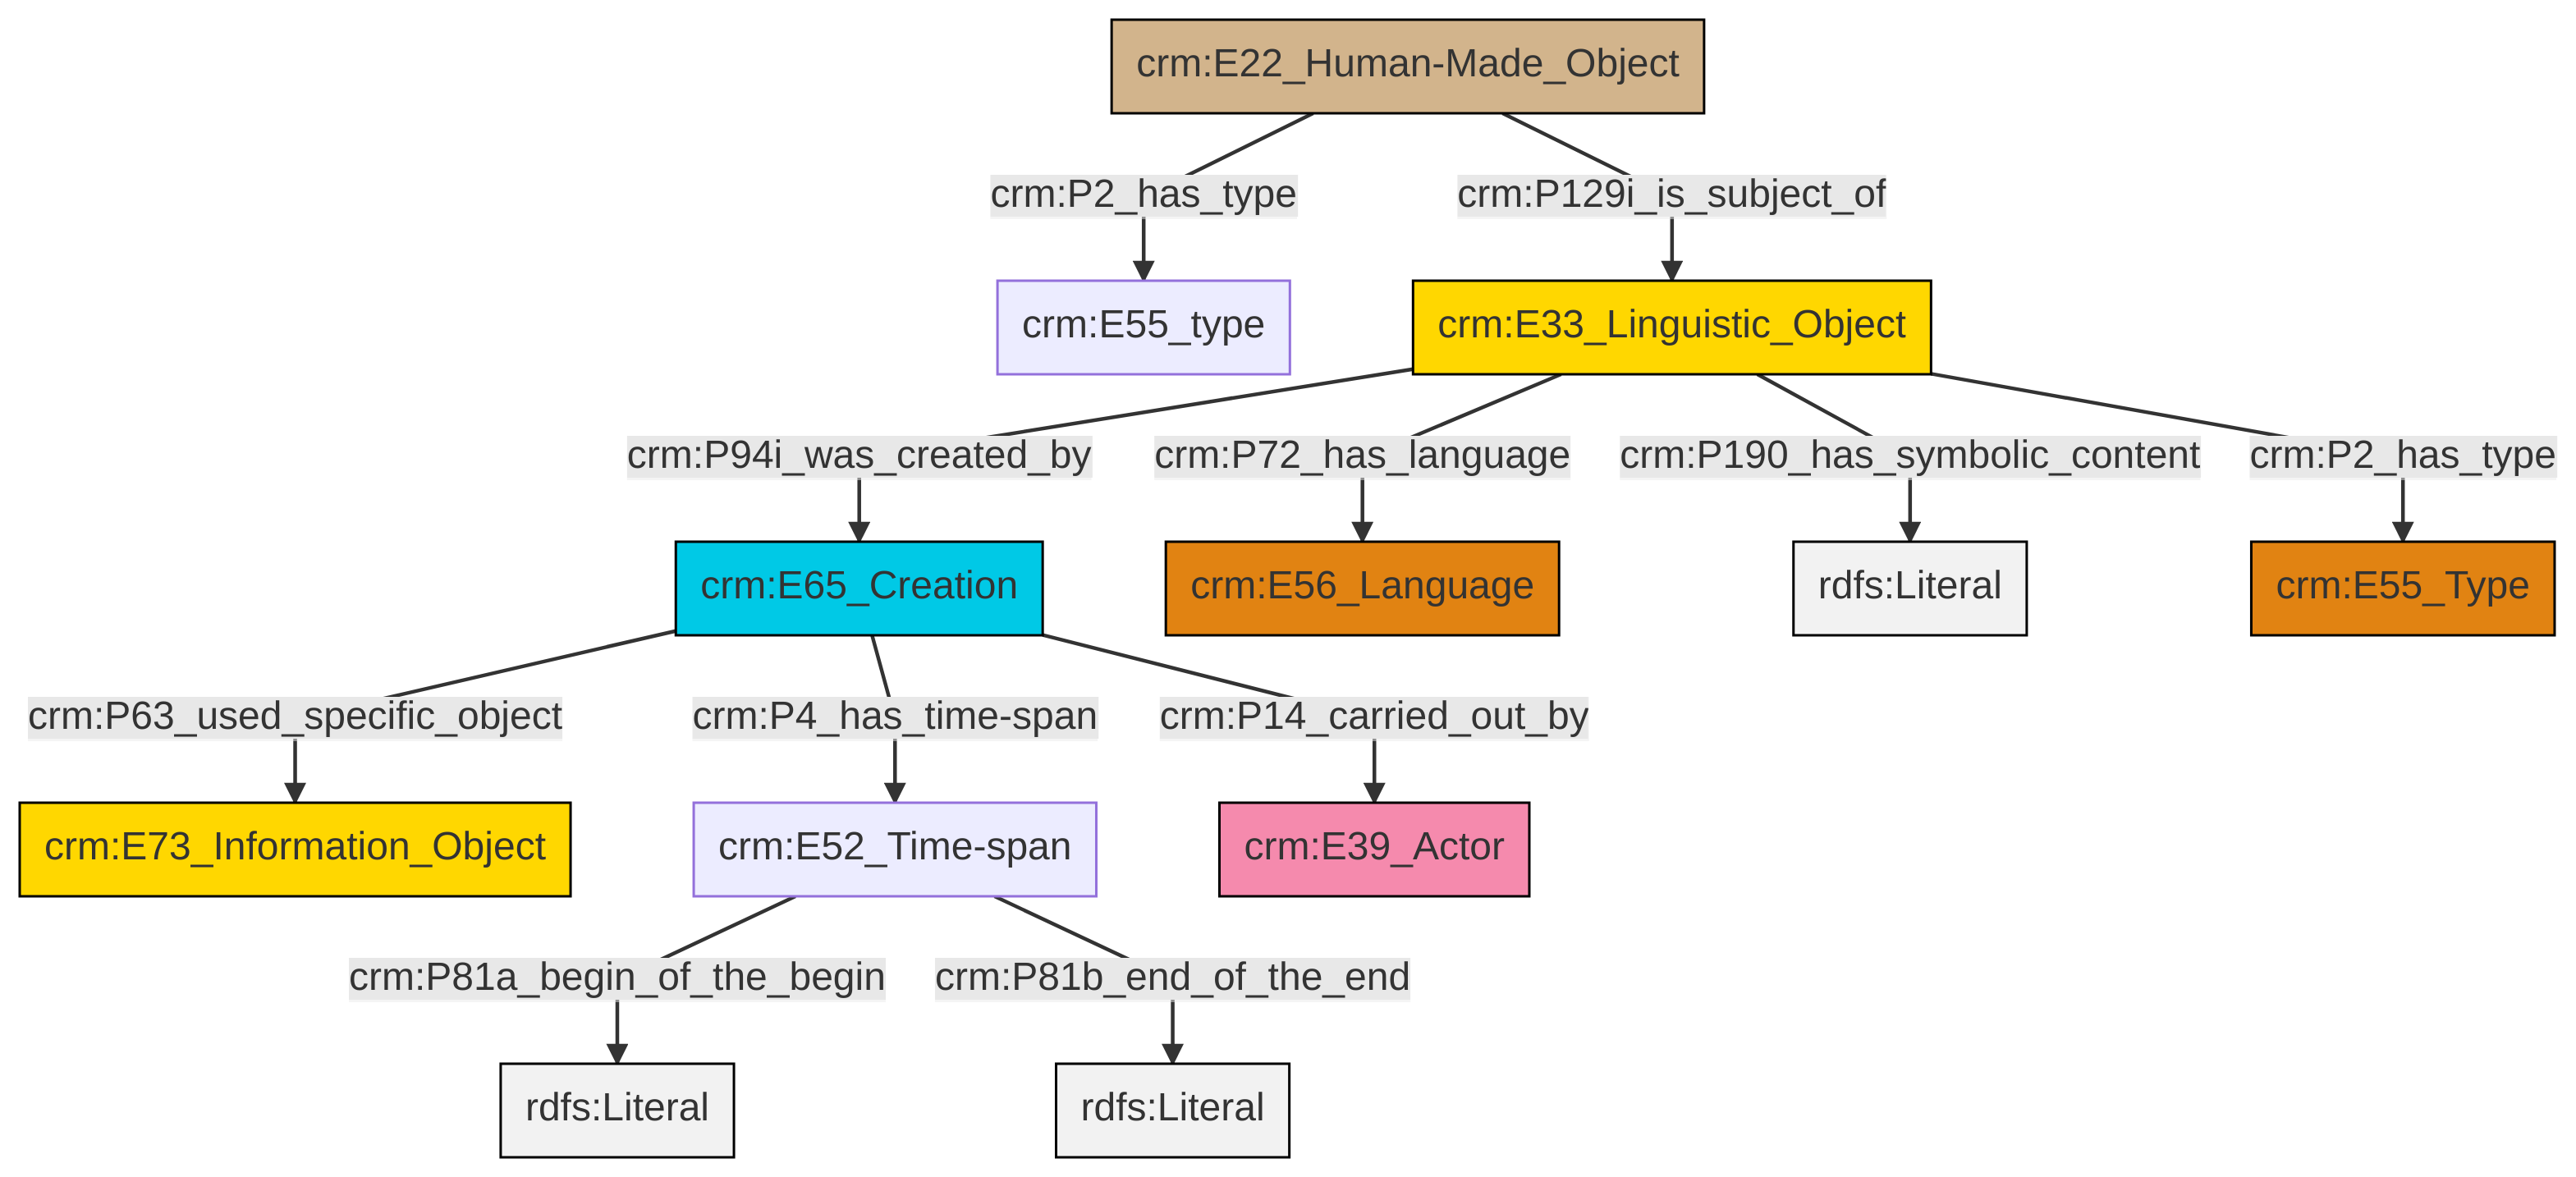 crm:E22_Human-Made_Object
crm:P2_has_type
crm:P129i_is_subject_of
crm:E55_type
crm:E33_Linguistic_Object
crm:P94i_was_created_by
crm:P72_has_language
crm:P190_has_symbolic_content
crm:P2_has_type
crm:E65_Creation
crm:E56_Language
rdfs:Literal
crm:E55_Type
crm:P63_used_specific_object
crm:P4_has_time-span
crm:P14_carried_out_by
crm:E73_Information_Object
crm:E52_Time-span
crm:E39_Actor
crm:P81a_begin_of_the_begin
crm:P81b_end_of_the_end
rdfs:Literal
rdfs:Literal